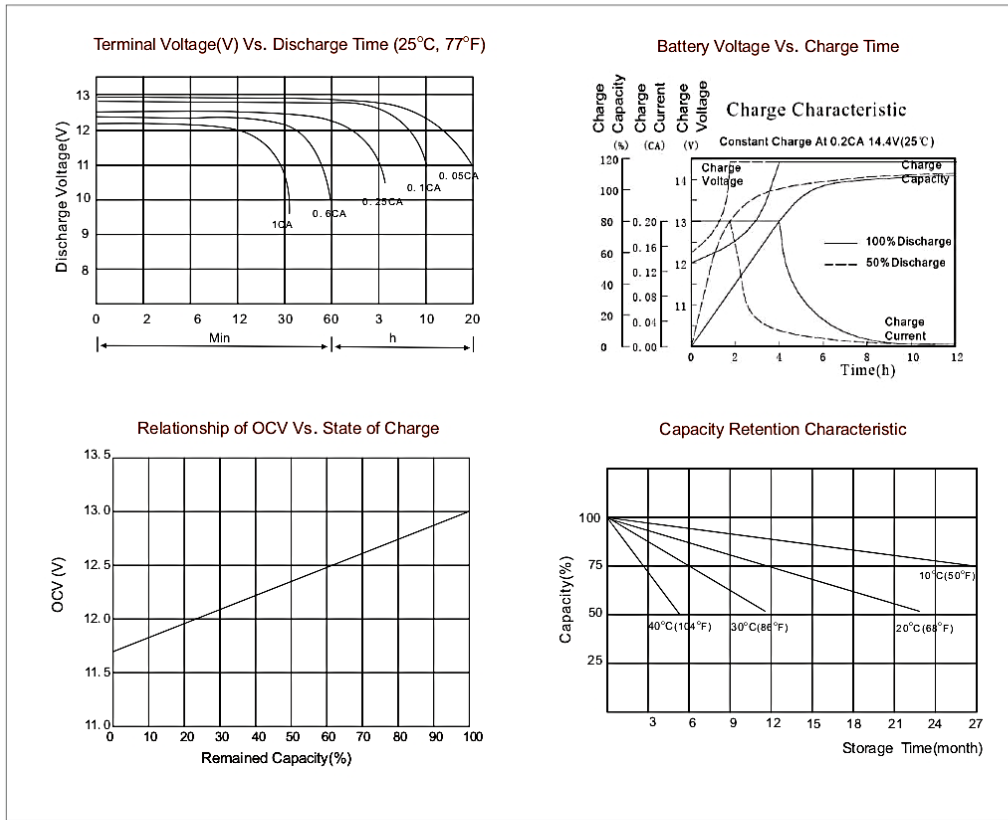 Terminal Voltage(V) Vs. Discharge Time (25°C, 77°F)
Discharge Voltage(V)
13
12
11
10
9
8
1CA
0. 6CA
0. 25CA
0. 1CA
0. 05CA
0 2 6 12 30 60 3 10 20
Min h
Battery Voltage Vs. Charge Time
Charge Capacity
Charge Current
Charge Voltage
(%) (CA) (V)
Charge Characteristic
Constant Charge At 0.2CA 14.4V(25℃)
120
100
80
60
40
20
0
0.20
0.16
0.12
0.08
0.04
0.00
14
13
12
11
Charge
Voltage
Charge
Capacity
100%Discharge
50%Discharge
Charge
Current
0 2 4 6 8 10 12
Time(h)
Relationship of OCV Vs. State of Charge
OCV (V)
13.5
13.0
12.5
12.0
11.5
11.0
0 10 20 30 40 50 60 70 80 90 100
Remained Capacity(%)
Capacity Retention Characteristic
Capacity(%)
100
75
50
25
10°C(50°F)
40°C(104°F) 30°C(86°F) 20°C(68°F)
3 6 9 12 15 18 21 24 27
Storage Time(month)